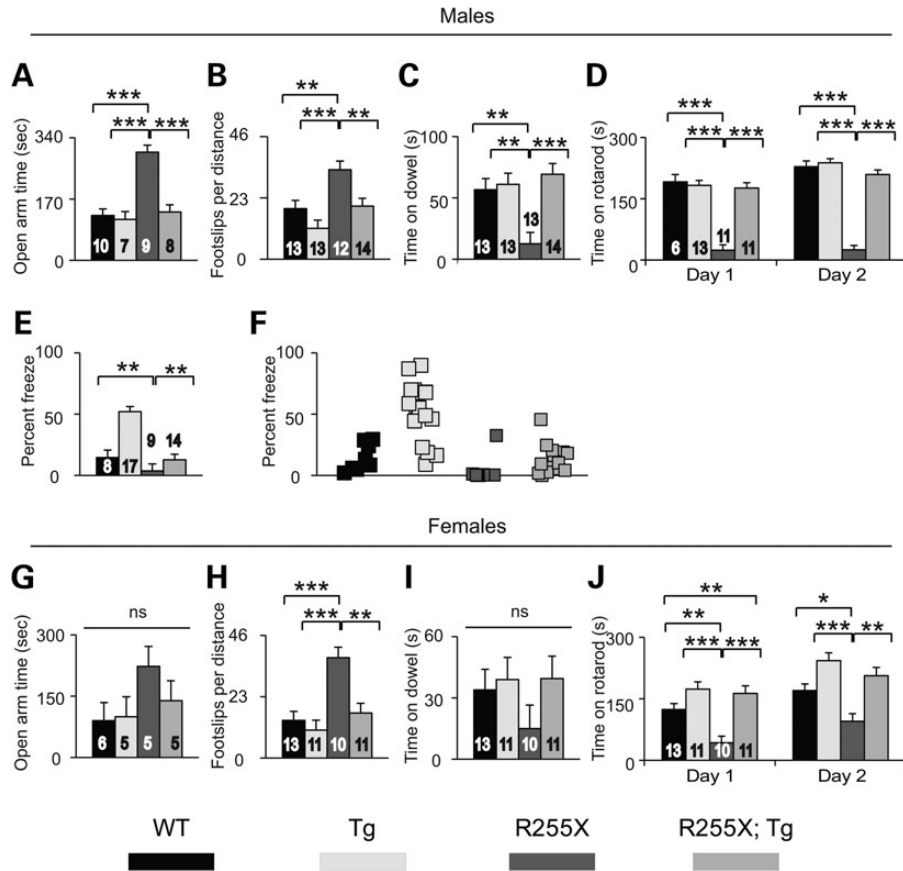 Males
A
Open arm time (sec)
340
170
0
***
*** ***
10 7 9 8
B
Footslips per distance
46
23
0
**
*** **
13 13 12 14
C
Time on dowel (s)
100
50
0
**
** ***
13 13 13 14
D
Time on rotarod (s)
300
150
0
***
*** ***
6 13 11 11
***
*** ***
Day 1 Day 2
E
Percent freeze
100
50
0
** **
8 17 9 14
F
Percent freeze
100
50
0
Females
G
Open arm time (sec)
300
150
0
ns
6 5 5 5
H
Footslips per distance
46
23
0
***
*** **
13 11 10 11
I
Time on dowel (s)
60
30
0
ns
13 11 10 11
J
Time on rotarod (s)
300
150
0
**
**
*** ***
13 11 10 11
*
*** **
Day 1 Day 2
WT Tg R255X R255X; Tg